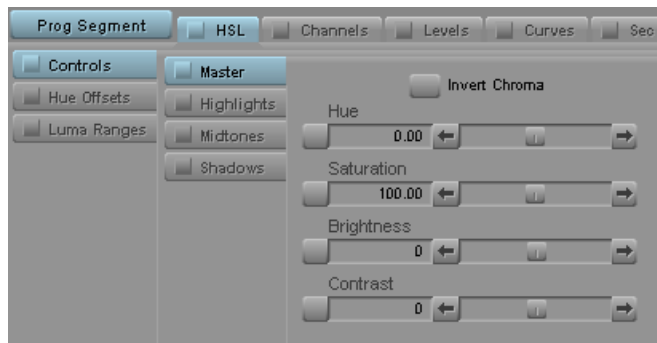 Prog Segment HSL Channels Levels Curves Sec
Controls
Hue Offsets
Luma Ranges
Master
Highlights
Midtones
Shadows
Invert Chroma
Hue
0.00
Saturation
100.00
Brightness
0
Contrast
0